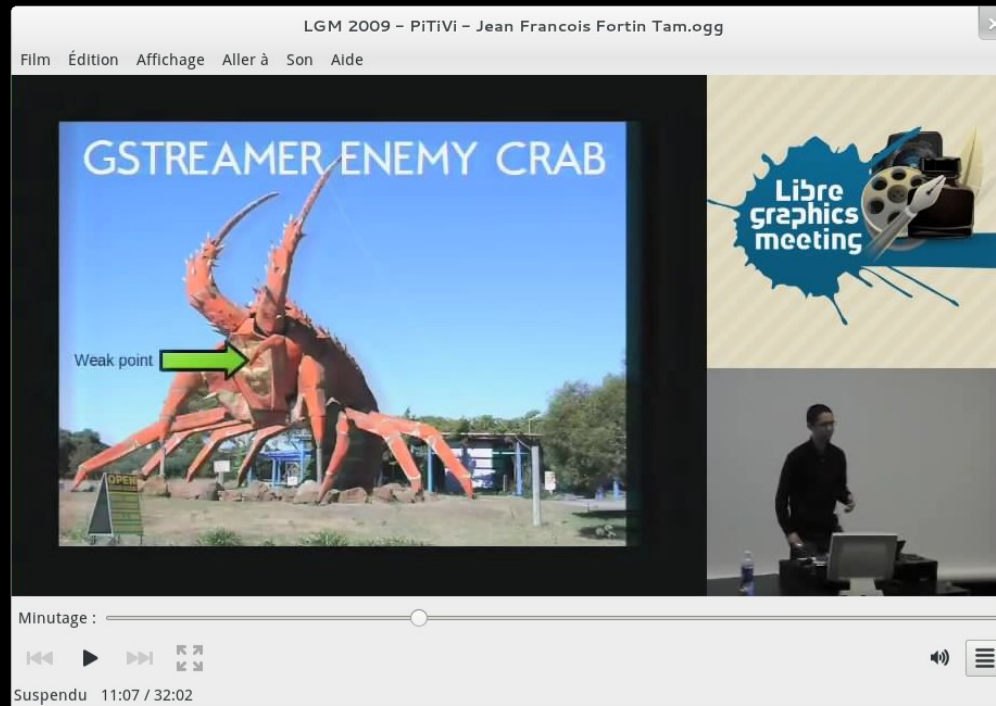 LGM 2009 – PiTiVi – Jean Francois Fortin Tam.ogg
Film Édition Affichage Aller à Son Aide
GSTREAMER ENEMY CRAB
Weak point
OPEN
Libre
graphics
meeting
Minutage :
Suspendu 11:07 / 32:02